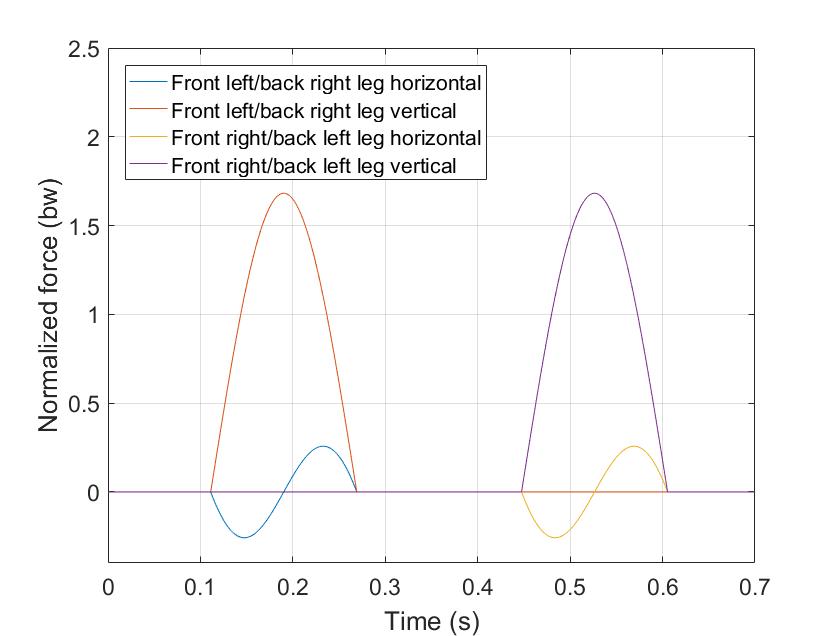 2.5
2
1.5
1
0.5
0
Normalized force (bw)
Front left/back right leg horizontal
Front left/back right leg vertical
Front right/back left leg horizontal
Front right/back left leg vertical
0 0.1 0.2 0.3 0.4 0.5 0.6 0.7
Time (s)